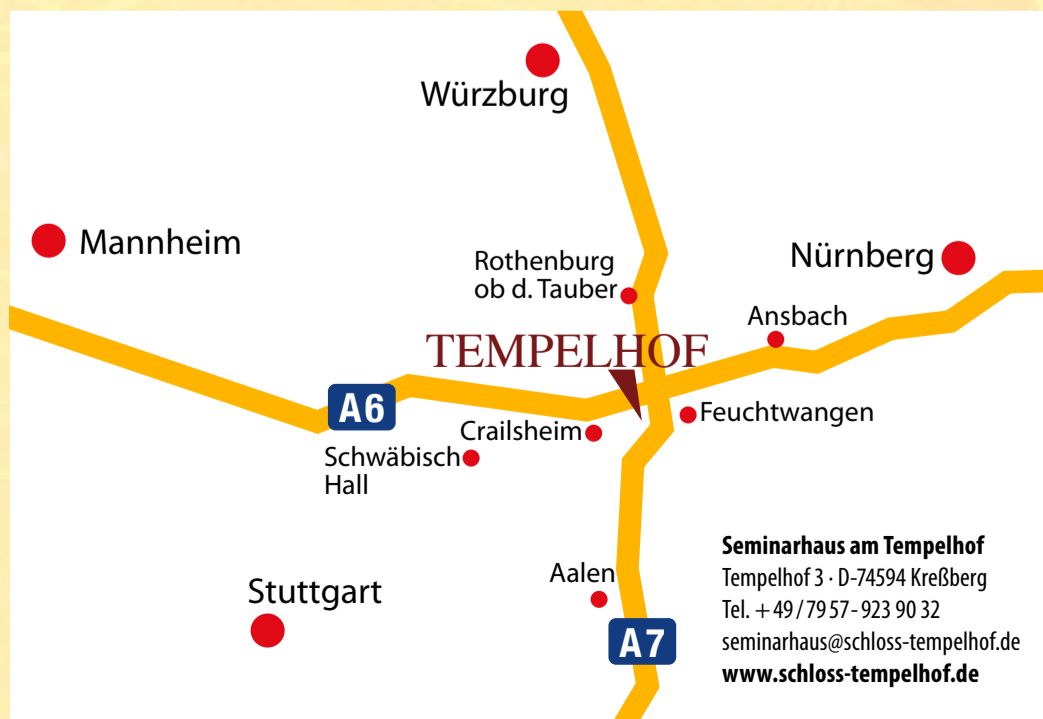 Würzburg
Mannheim
Nürnberg
Rothenburg
ob d. Tauber
Ansbach
TEMPELHOF
A6
Feuchtwangen
Crailsheim
Schwäbisch
Hall
Aalen
Stuttgart
A7
Seminarhaus am Tempelhof
Tempelhof 3 · D-74594 Kreßberg
Tel. +49/7957-923 90 32
seminarhaus@schloss-tempelhof.de
www.schloss-tempelhof.de